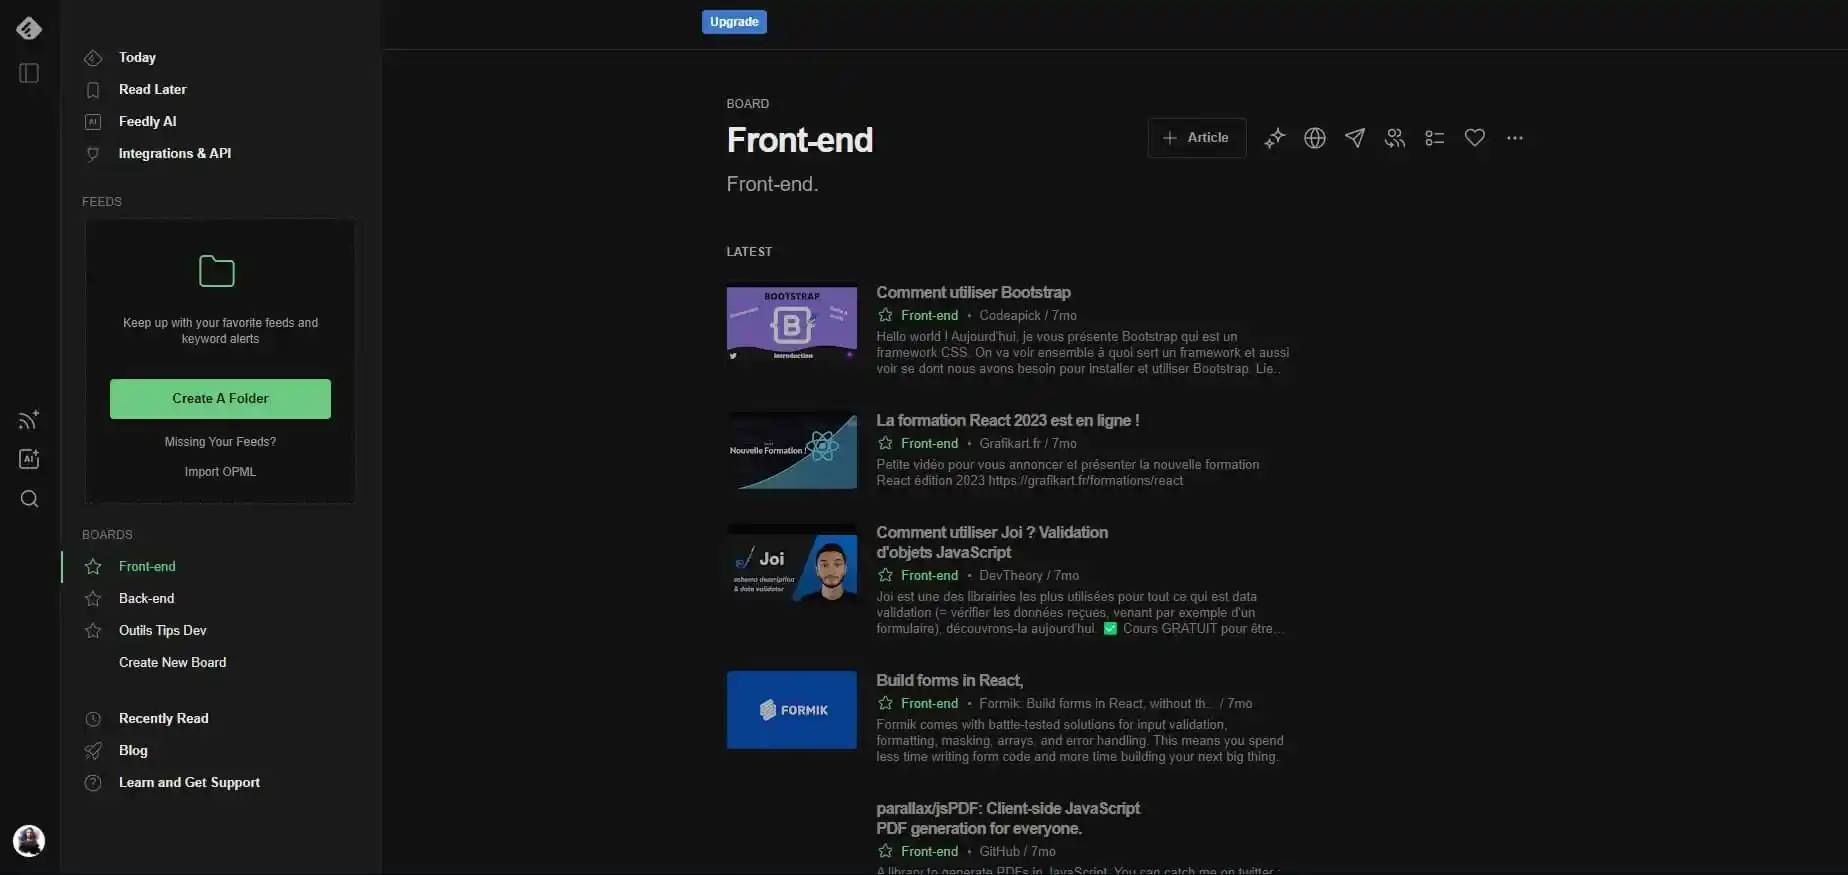 Upgrade
Today
Read Later
AI
Feedly AI
Integrations & API
FEEDS
Keep up with your favorite feeds and
keyword alerts
Create A Folder
Missing Your Feeds?
Import OPML
AI
BOARDS
Front-end
Back-end
Outils Tips Dev
Create New Board
Recently Read
Blog
Learn and Get Support
BOARD
Front-end
Article
Front-end.
LATEST
BOOTSTRAP
B
Introduction
Comment utiliser Bootstrap
Front-end • Codeapick / 7mo
Hello world ! Aujourd'hui, je vous présente Bootstrap qui est un
framework CSS. On va voir ensemble à quoi sert un framework et aussi
voir se dont nous avons besoin pour installer et utiliser Bootstrap. Lie..
Nouvelle Formation !
La formation React 2023 est en ligne !
Front-end • Grafikart.fr / 7mo
Petite vidéo pour vous annoncer et présenter la nouvelle formation
React édition 2023 https://grafikart.fr/formations/react
Joi
schema description
& data validator
Comment utiliser Joi ? Validation
d'objets JavaScript
Front-end • DevTheory / 7mo
Joi est une des librairies les plus utilisées pour tout ce qui est data
validation (= vérifier les données reçues, venant par exemple d'un
formulaire), découvrons-la aujourd'hui. ✅ Cours GRATUIT pour être...
FORMIK
Build forms in React,
Front-end • Formik: Build forms in React, without th... / 7mo
Formik comes with battle-tested solutions for input validation,
formatting, masking, arrays, and error handling. This means you spend
less time writing form code and more time building your next big thing.
parallax/jsPDF: Client-side JavaScript
PDF generation for everyone.
Front-end • GitHub / 7mo
A library to generate PDFs in JavaScript. You can catch me on twitter :